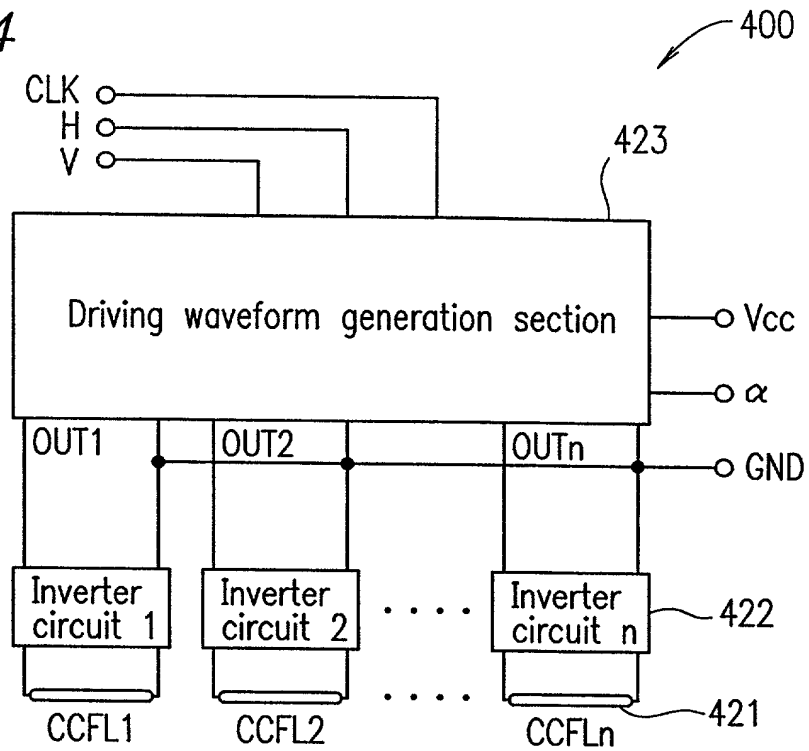 4
400
CLK
H
V
423
Driving waveform generation section
Vcc
α
OUT1
OUT2
OUTn
GND
Inverter
circuit 1
Inverter
circuit 2
. . . .
Inverter
circuit n
422
. . . .
421
CCFL1
CCFL2
CCFLn